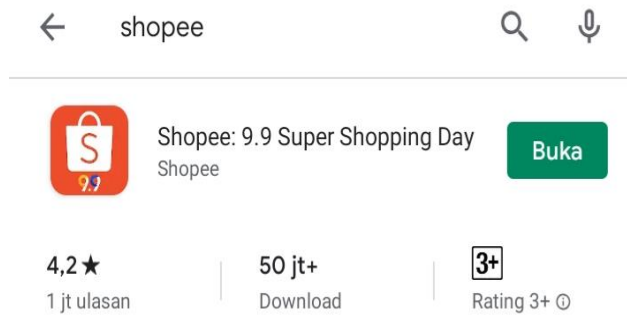 shopee
S
9.9
Shopee: 9.9 Super Shopping Day
Shopee
Buka
4,2★
1 jt ulasan
50 jt+
Download
3+
Rating 3+ ⓘ